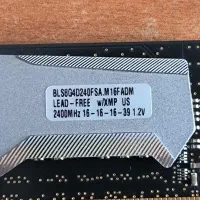 BLS8G4D240FSA.M16FADM
LEAD-FREE w/XMP US
2400MHz 16-16-16-39 1.2V